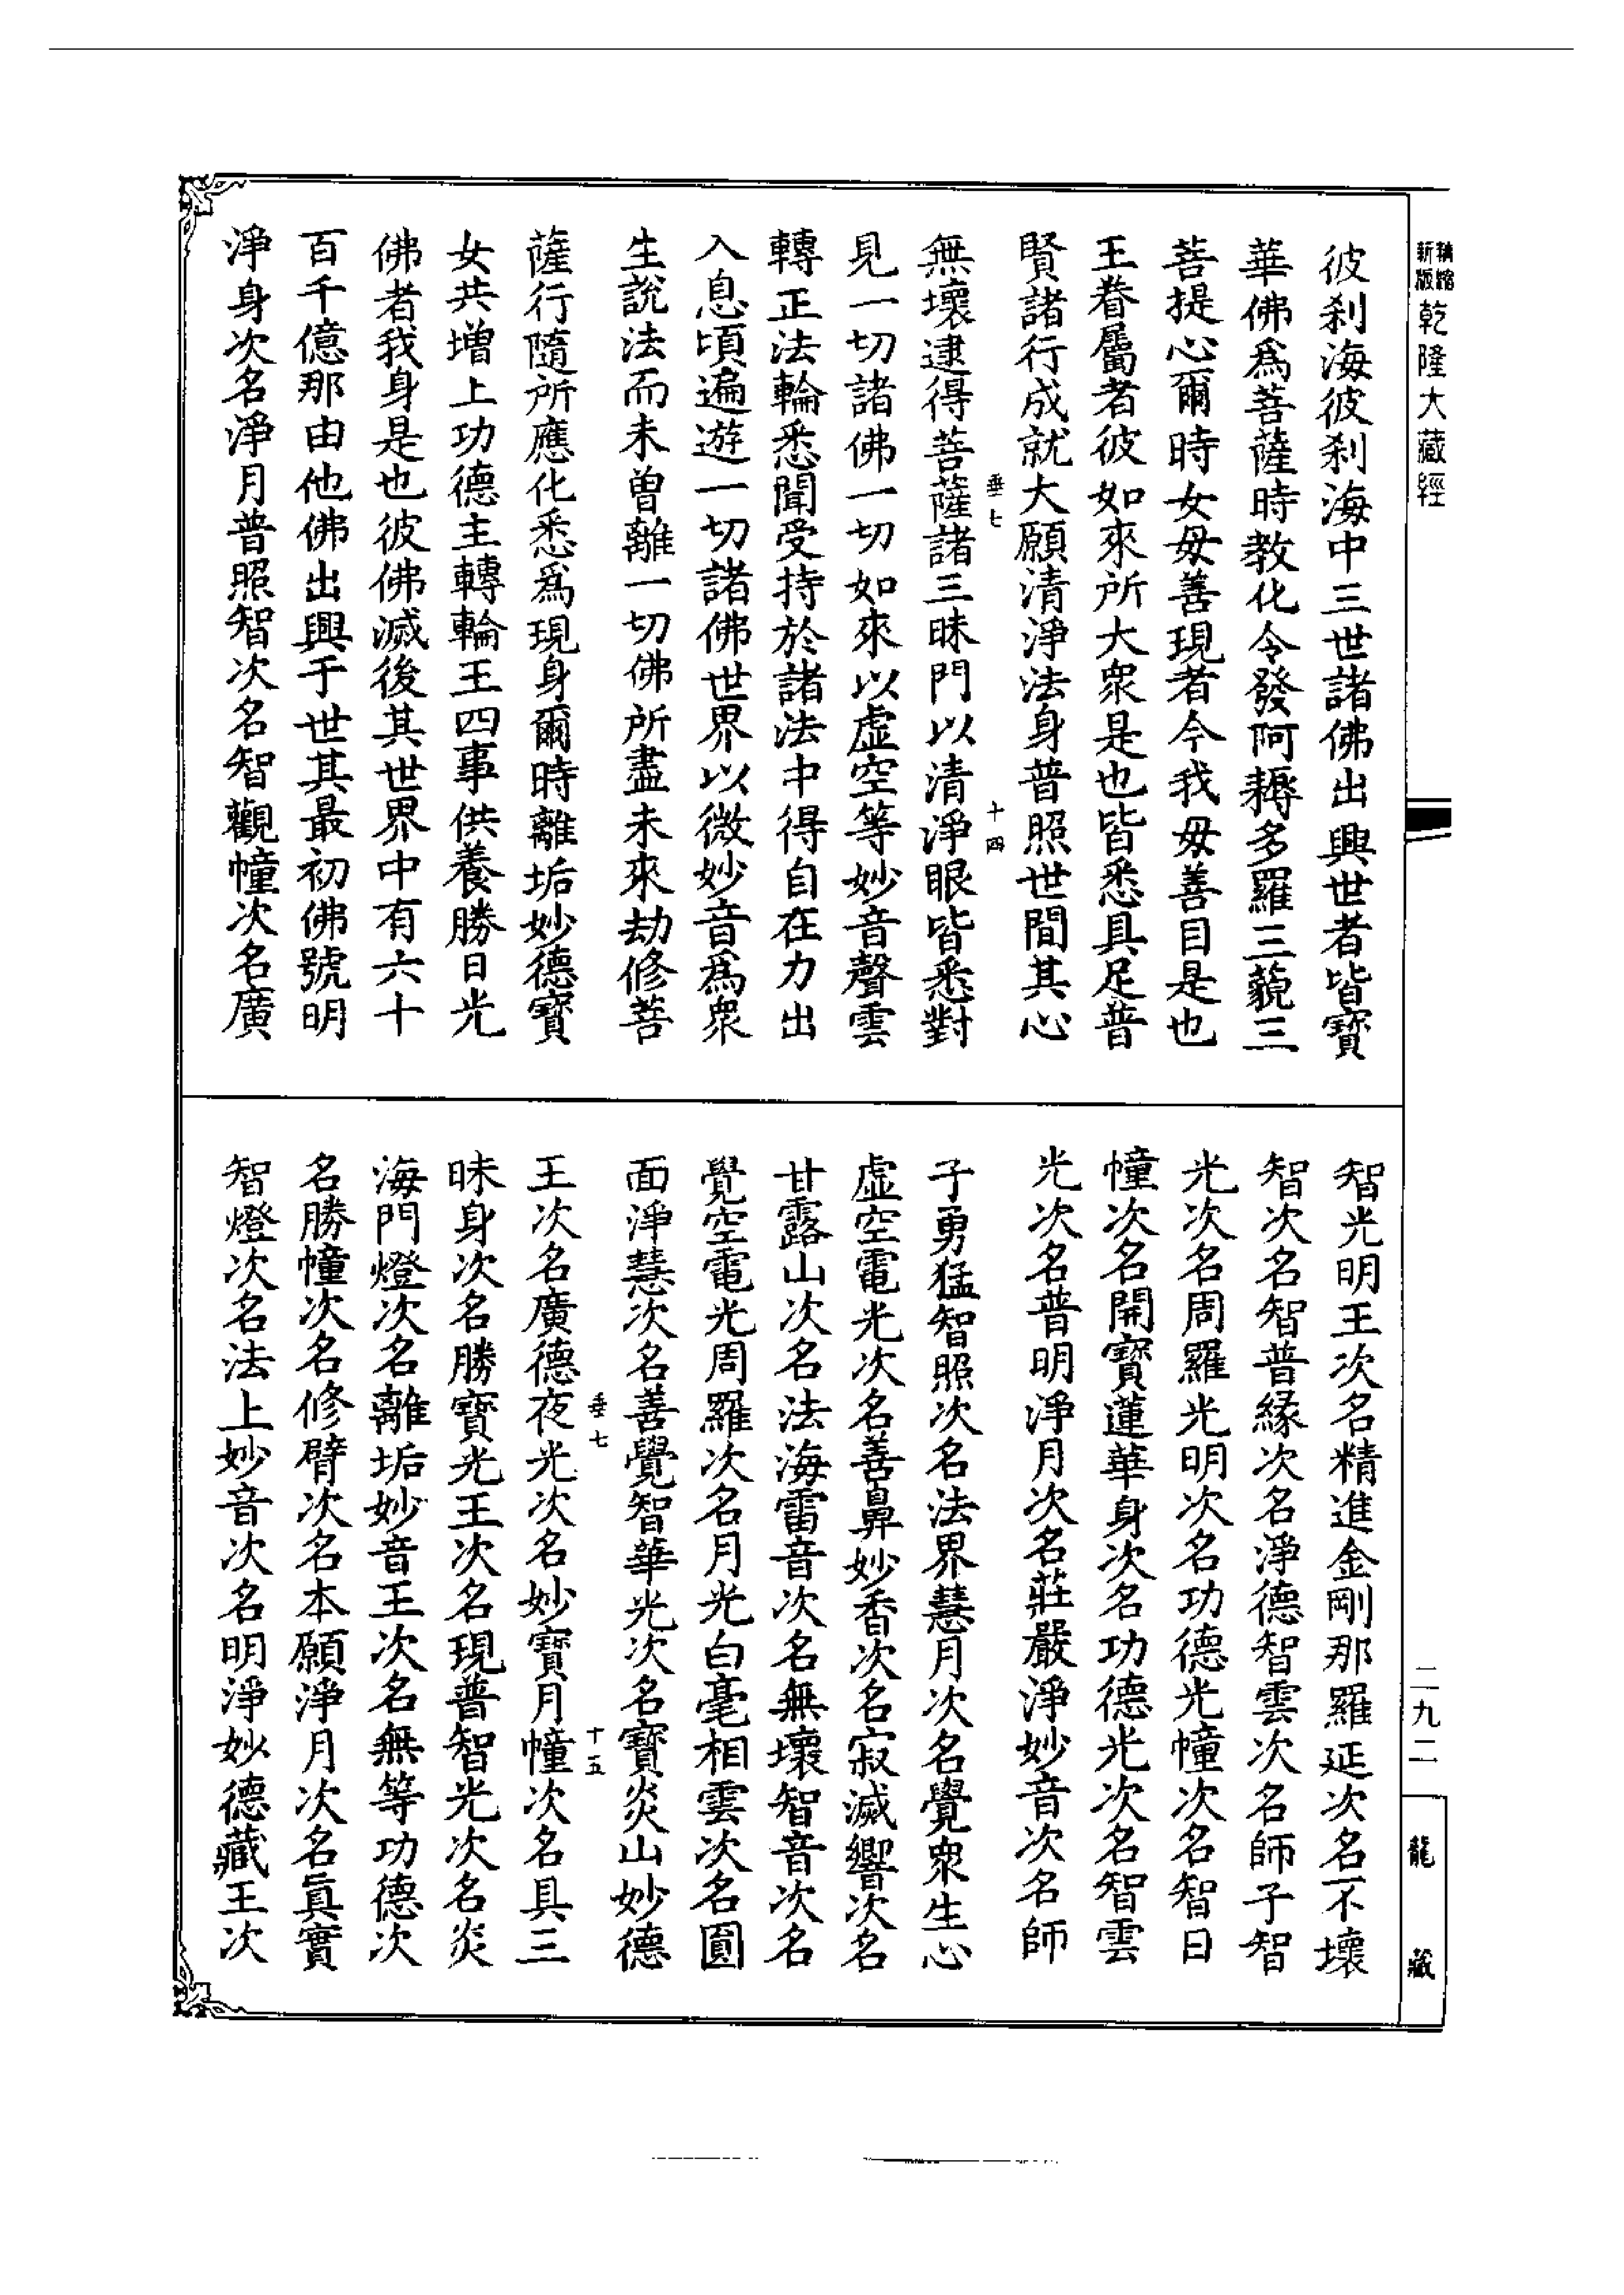 精縮新版乾隆大藏經
彼刹海彼刹海中三世諸佛出興世者皆寶
華佛爲菩薩時教化令發阿耨多羅三藐三
菩提心爾時女毋善現者今我毋善目是也
王眷屬者彼如來所大衆是也皆悉具足普
賢諸行成就大願清淨法身普照世間其心
垂七 十四
無壞逮得菩薩諸三昧門以清淨眼皆悉對
見一切諸佛一切如來以虛空等妙音聲雲
轉正法輪悉聞受持於諸法中得自在力出
入息頃遍遊一切諸佛世界以微妙音爲衆
生說法而未曾離一切佛所盡未來劫修菩
薩行隨所應化悉爲現身爾時離垢妙德寶
女共增上功德主轉輪王四事供養勝日光
佛者我身是也彼佛滅後其世界中有六十
百千億那由他佛出興于世其最初佛號明
淨身次名淨月普照智次名智觀幢次名廣
智光明王次名精進金剛那羅延次名不壞
智次名智普緣次名淨德智雲次名師子智
光次名周羅光明次名功德光幢次名智日
幢次名開寶蓮華身次名功德光次名智雲
光次名普明淨月次名莊嚴淨妙音次名師
子勇猛智照次名法界慧月次名覺衆生心
虛空電光次名善鼻妙香次名寂滅響次名
甘露山次名法海雷音次名無壞智音次名
覺空電光周羅次名月光白毫相雲次名圓
面淨慧次名善覺智華光次名寶炎山妙德
垂七 十五
王次名廣德夜光次名妙寶月幢次名具三
昧身次名勝寶光王次名現普智光次名炎
海門燈次名離垢妙音王次名無等功德次
名勝幢次名修臂次名本願淨月次名眞實
智燈次名法上妙音次名明淨妙德藏王次
二九二
龍藏